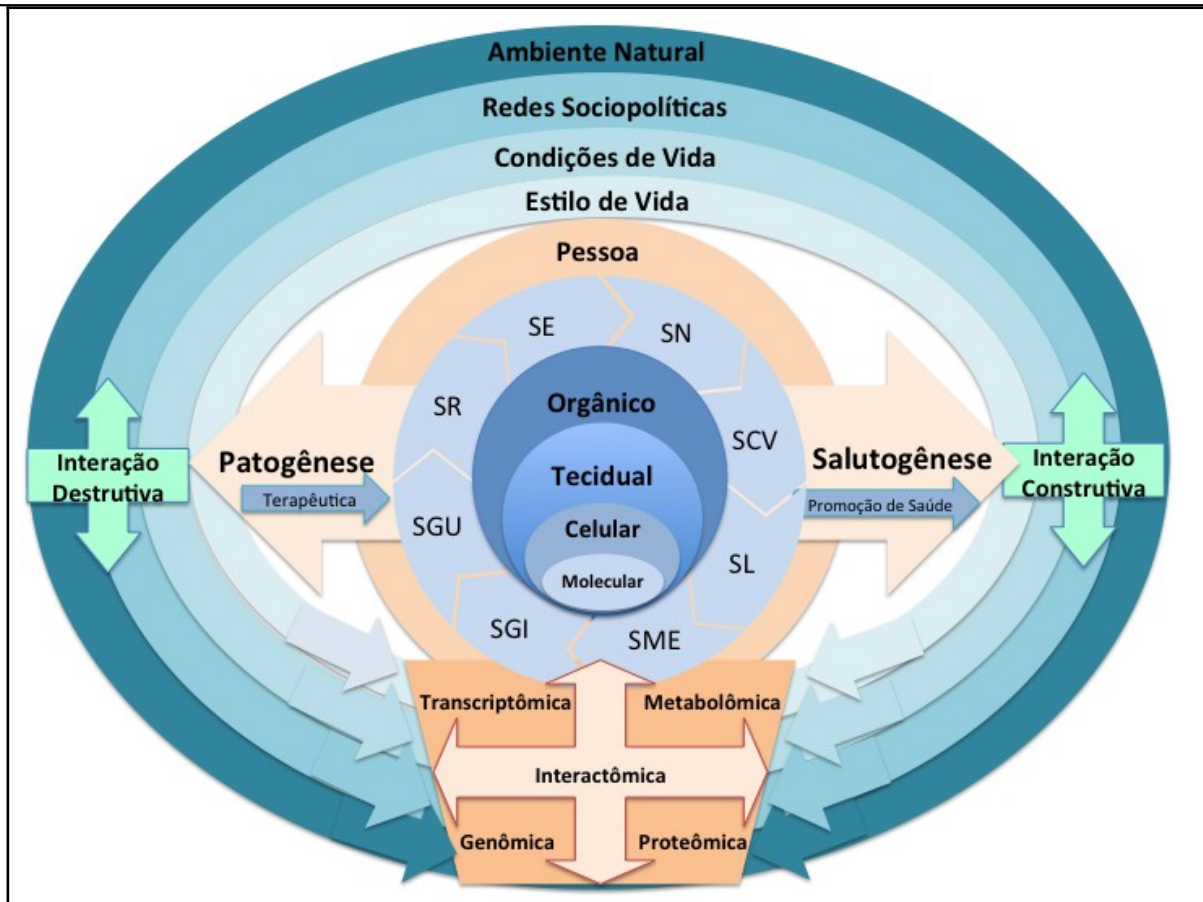 Ambiente Natural
Redes Sociopolíticas
Condições de Vida
Estilo de Vida
Pessoa
SE
SN
SR
Orgânico
SCV
Patogênese
Tecidual
Salutogênese
Interação
Destrutiva
Terapêutica
Promoção de Saúde
Interação
Construtiva
SGU
Celular
SL
Molecular
SGI
SME
Transcriptômica
Metabolômica
Interactômica
Genômica
Proteômica